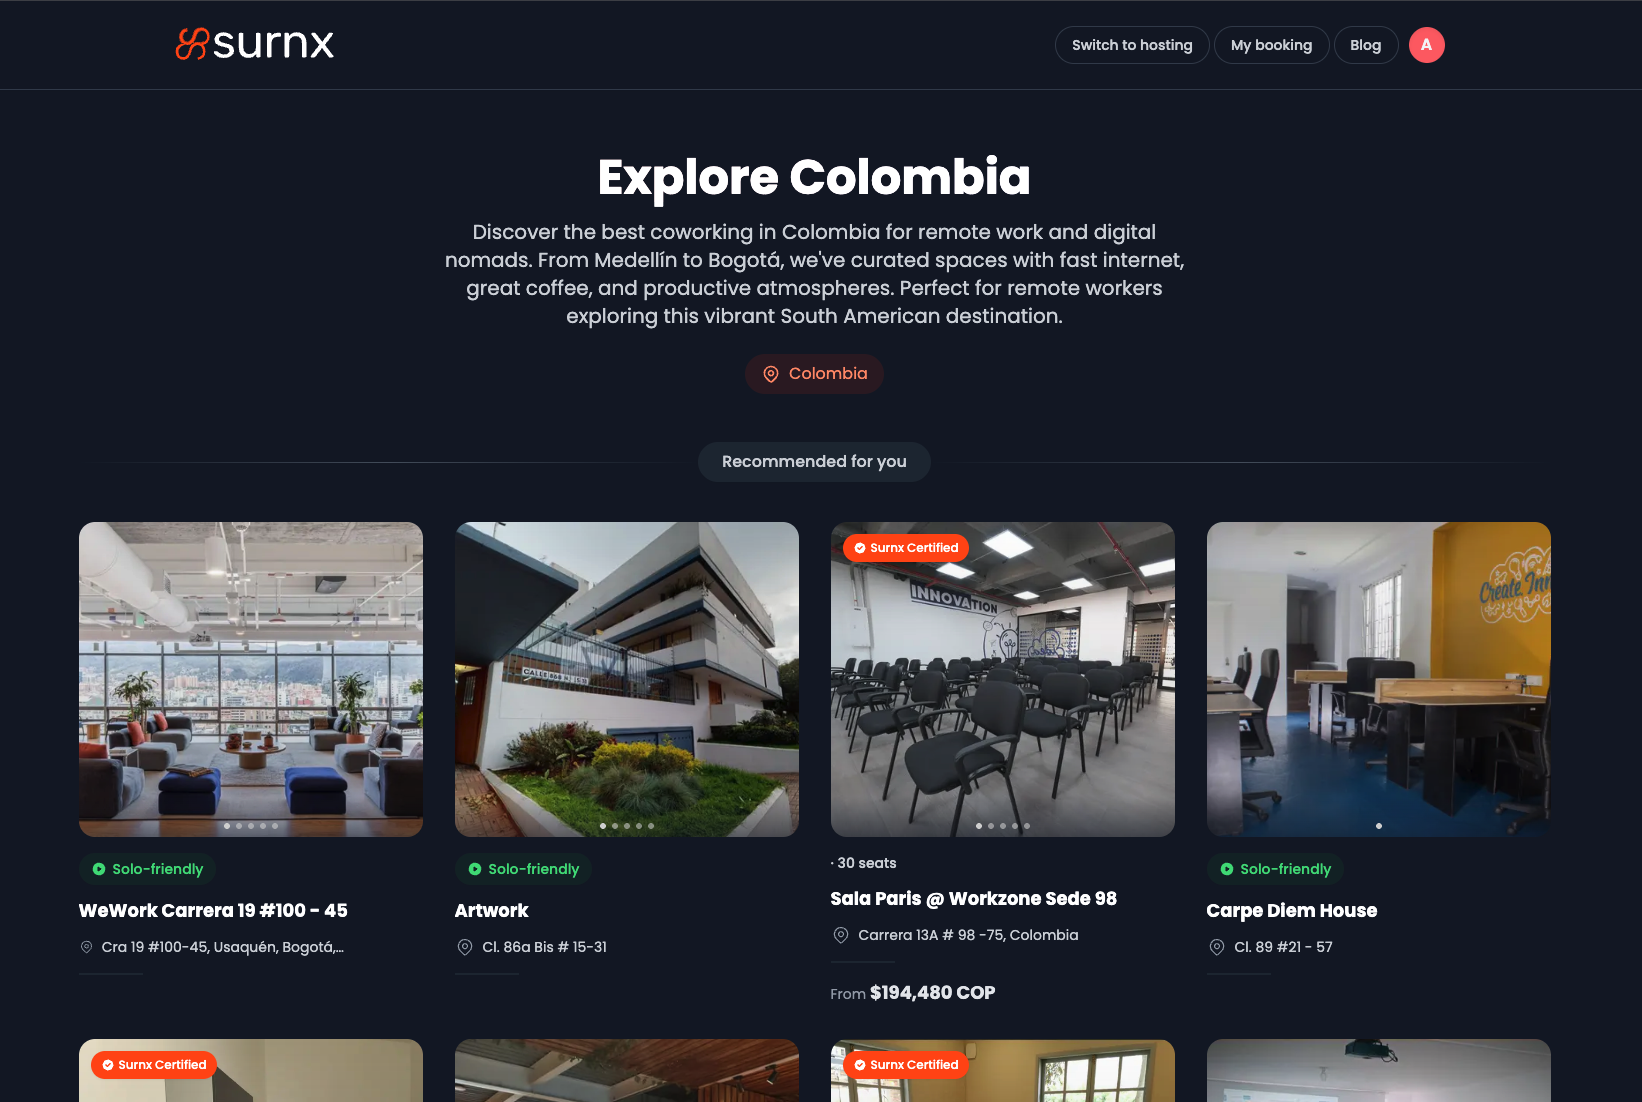 surnx
Switch to hosting
My booking
Blog
A
Explore Colombia
Discover the best coworking in Colombia for remote work and digital
nomads. From Medellín to Bogotá, we've curated spaces with fast internet,
great coffee, and productive atmospheres. Perfect for remote workers
exploring this vibrant South American destination.
Colombia
Recommended for you
Solo-friendly
WeWork Carrera 19 #100 - 45
Cra 19 #100-45, Usaquén, Bogotá,...
Solo-friendly
Artwork
Cl. 86a Bis # 15-31
Surnx Certified
INNOVATION
· 30 seats
Sala Paris @ Workzone Sede 98
Carrera 13A # 98 -75, Colombia
From $194,480 COP
Create Inn
Solo-friendly
Carpe Diem House
Cl. 89 #21 - 57
Surnx Certified
Surnx Certified